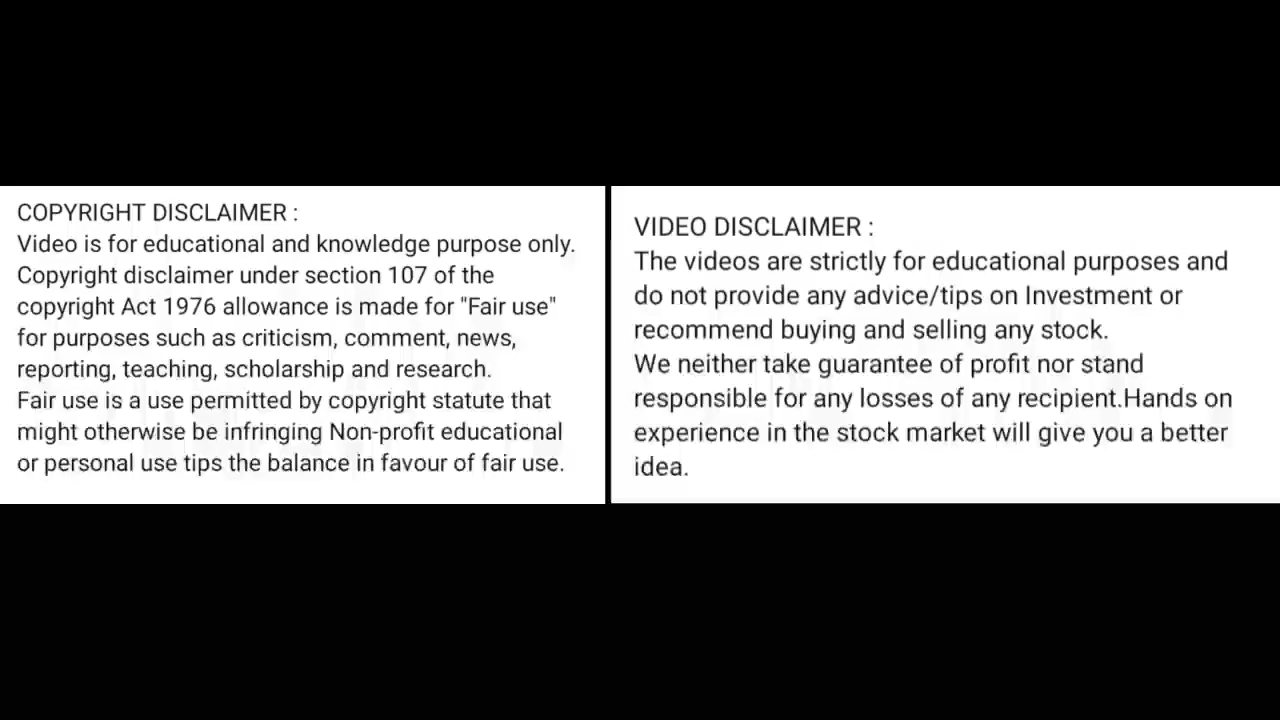 COPYRIGHT DISCLAIMER :
Video is for educational and knowledge purpose only.
Copyright disclaimer under section 107 of the
copyright Act 1976 allowance is made for "Fair use"
for purposes such as criticism, comment, news,
reporting, teaching, scholarship and research.
Fair use is a use permitted by copyright statute that
might otherwise be infringing Non-profit educational
or personal use tips the balance in favour of fair use.
VIDEO DISCLAIMER :
The videos are strictly for educational purposes and
do not provide any advice/tips on Investment or
recommend buying and selling any stock.
We neither take guarantee of profit nor stand
responsible for any losses of any recipient.Hands on
experience in the stock market will give you a better
idea.